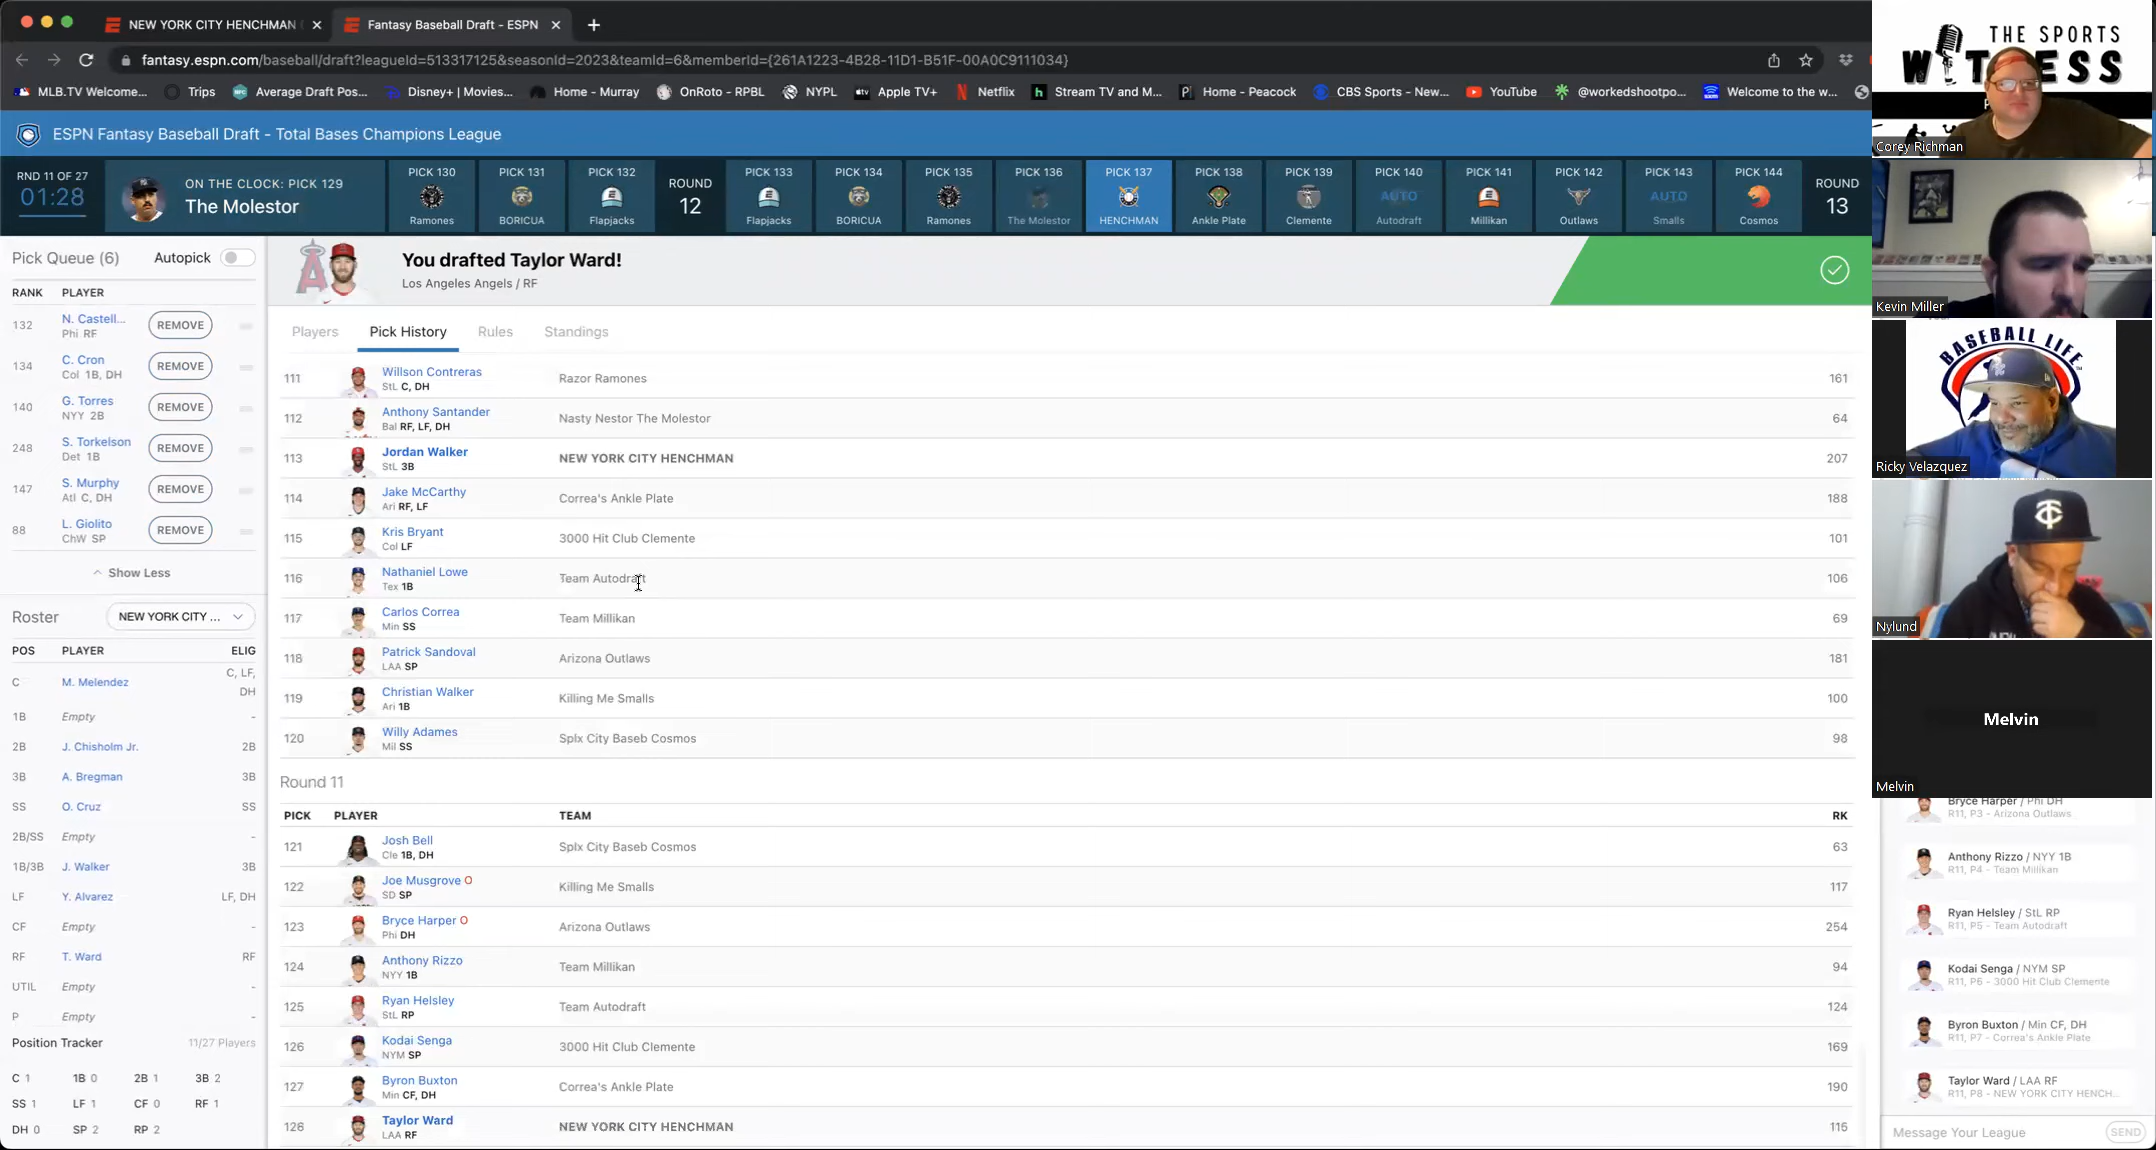 NEW YORK CITY HENCHMAN
Fantasy Baseball Draft - ESPN
fantasy.espn.com/baseball/draft?leagueId=513317125&seasonId=2023&teamId=6&memberId={261A1223-4B28-11D1-B51F-00A0C9111034}
MLB.TV Welcome... Trips Average Draft Pos... Disney+ | Movies... Home - Murray OnRoto - RPBL NYPL Apple TV+ Netflix Stream TV and M... Home - Peacock CBS Sports - New... YouTube @workedshootpo... Welcome to the w...
ESPN Fantasy Baseball Draft - Total Bases Champions League
RND 11 OF 27
01:28
ON THE CLOCK: PICK 129
The Molestor
PICK 130 Ramones
PICK 131 BORICUA
PICK 132 Flapjacks
ROUND 12
PICK 133 Flapjacks
PICK 134 BORICUA
PICK 135 Ramones
PICK 136 The Molestor
PICK 137 HENCHMAN
PICK 138 Ankle Plate
PICK 139 Clemente
PICK 140 AUTO Autodraft
PICK 141 Millikan
PICK 142 Outlaws
PICK 143 AUTO Smalls
PICK 144 Cosmos
ROUND 13
Pick Queue (6) Autopick
RANK PLAYER
132 N. Castell... Phi RF REMOVE
134 C. Cron Col 1B, DH REMOVE
140 G. Torres NYY 2B REMOVE
248 S. Torkelson Det 1B REMOVE
147 S. Murphy Atl C, DH REMOVE
88 L. Giolito ChW SP REMOVE
Show Less
Roster NEW YORK CITY ...
POS PLAYER ELIG
C M. Melendez C, LF, DH
1B Empty -
2B J. Chisholm Jr. 2B
3B A. Bregman 3B
SS O. Cruz SS
2B/SS Empty -
1B/3B J. Walker 3B
LF Y. Alvarez LF, DH
CF Empty -
RF T. Ward RF
UTIL Empty -
P Empty -
Position Tracker 11/27 Players
C 1 1B 0 2B 1 3B 2
SS 1 LF 1 CF 0 RF 1
DH 0 SP 2 RP 2
You drafted Taylor Ward!
Los Angeles Angels / RF
Players Pick History Rules Standings
111 Willson Contreras StL C, DH Razor Ramones 161
112 Anthony Santander Bal RF, LF, DH Nasty Nestor The Molestor 64
113 Jordan Walker StL 3B NEW YORK CITY HENCHMAN 207
114 Jake McCarthy Ari RF, LF Correa's Ankle Plate 188
115 Kris Bryant Col LF 3000 Hit Club Clemente 101
116 Nathaniel Lowe Tex 1B Team Autodraft 106
117 Carlos Correa Min SS Team Millikan 69
118 Patrick Sandoval LAA SP Arizona Outlaws 181
119 Christian Walker Ari 1B Killing Me Smalls 100
120 Willy Adames Mil SS Splx City Baseb Cosmos 98
Round 11
PICK PLAYER TEAM RK
121 Josh Bell Cle 1B, DH Splx City Baseb Cosmos 63
122 Joe Musgrove O SD SP Killing Me Smalls 117
123 Bryce Harper O Phi DH Arizona Outlaws 254
124 Anthony Rizzo NYY 1B Team Millikan 94
125 Ryan Helsley StL RP Team Autodraft 124
126 Kodai Senga NYM SP 3000 Hit Club Clemente 169
127 Byron Buxton Min CF, DH Correa's Ankle Plate 190
128 Taylor Ward LAA RF NEW YORK CITY HENCHMAN 116
THE SPORTS
Corey Richman
Kevin Miller
BASEBALL LIFE
Ricky Velazquez
TC
Nylund
Melvin
Melvin
Bryce Harper / Phi DH
R11, P3 - Arizona Outlaws
Anthony Rizzo / NYY 1B
R11, P4 - Team Millikan
Ryan Helsley / StL RP
R11, P5 - Team Autodraft
Kodai Senga / NYM SP
R11, P6 - 3000 Hit Club Clemente
Byron Buxton / Min CF, DH
R11, P7 - Correa's Ankle Plate
Taylor Ward / LAA RF
R11, P8 - NEW YORK CITY HENCH...
Message Your League SEND